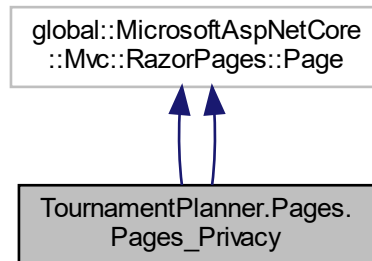 global::MicrosoftAspNetCore
::Mvc::RazorPages::Page
TournamentPlanner.Pages.
Pages_Privacy